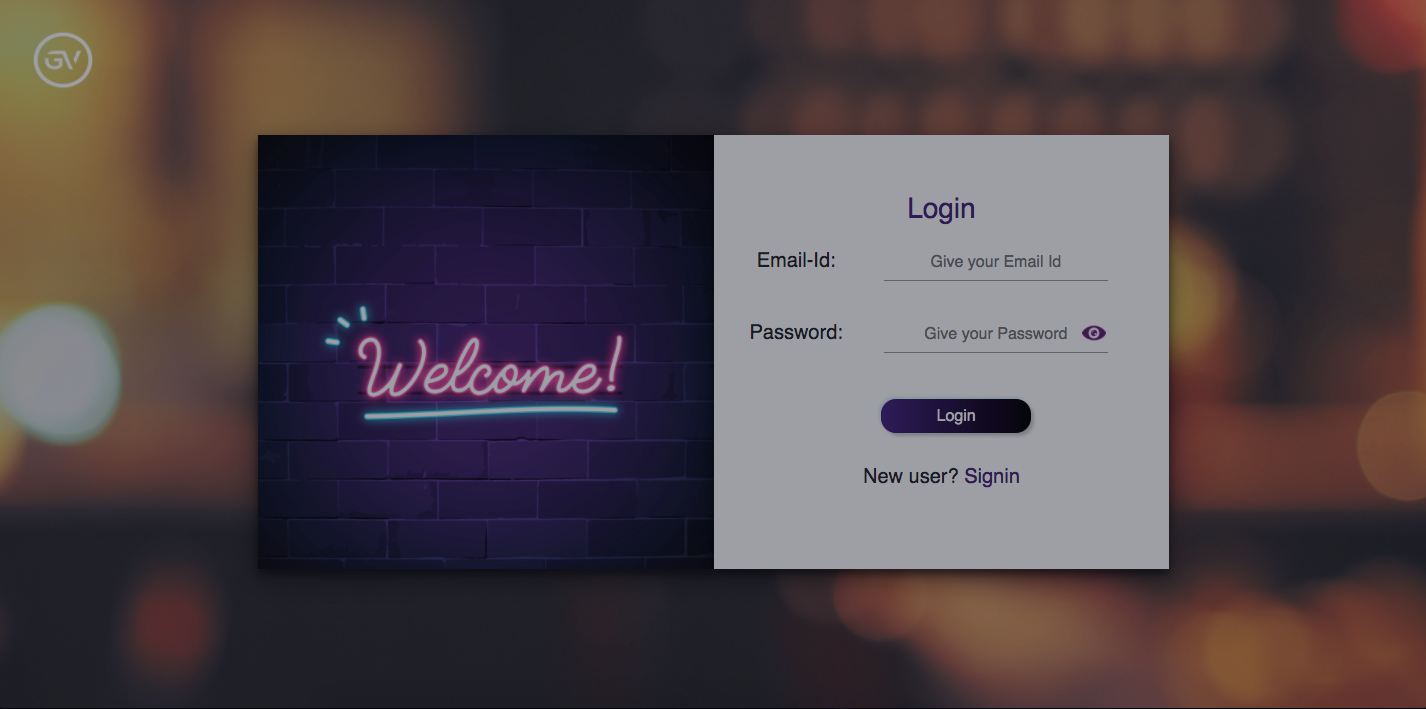 GV
Welcome!
Login
Email-Id: Give your Email Id
Password: Give your Password
Login
New user? Signin